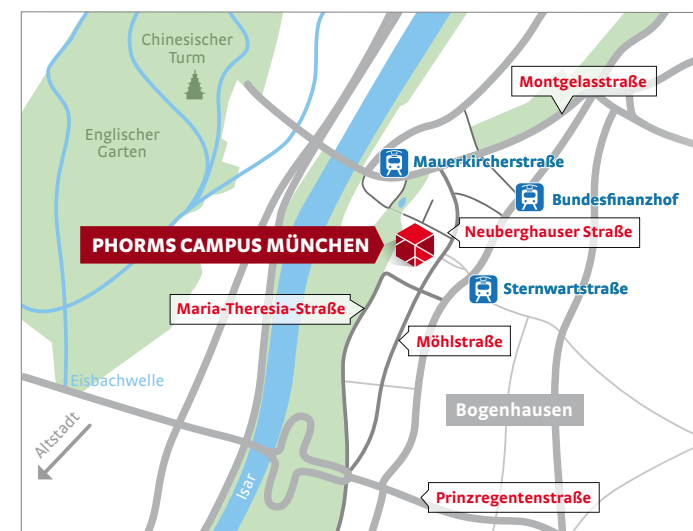 Chinesischer
Turm
Montgelasstraße
Englischer
Garten
Mauerkircherstraße
Bundesfinanzhof
Neuberghauser Straße
PHORMS CAMPUS MÜNCHEN
Sternwartstraße
Maria-Theresia-Straße
Möhlstraße
Eisbachwelle
Bogenhausen
Altstadt
Isar
Prinzregentenstraße